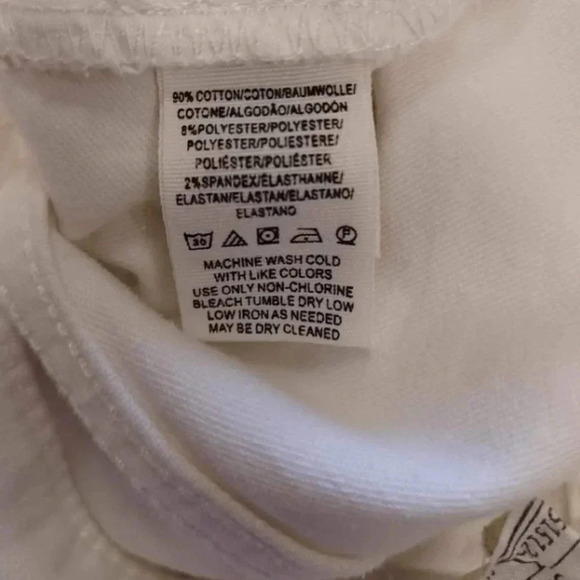 90% COTTON/COTON/BAUMWOLLE/
COTONE/ALGODÃO/ALGODÓN
8%POLYESTER/POLYESTER/
POLYESTER/POLIESTERE/
POLIÉSTER/POLIÉSTER
2%SPANDEX/ÉLASTHANNE/
ELASTAN/ELASTAN/ELASTANO/
ELASTANO
30 P
MACHINE WASH COLD
WITH LIKE COLORS
USE ONLY NON-CHLORINE
BLEACH TUMBLE DRY LOW
LOW IRON AS NEEDED
MAY BE DRY CLEANED